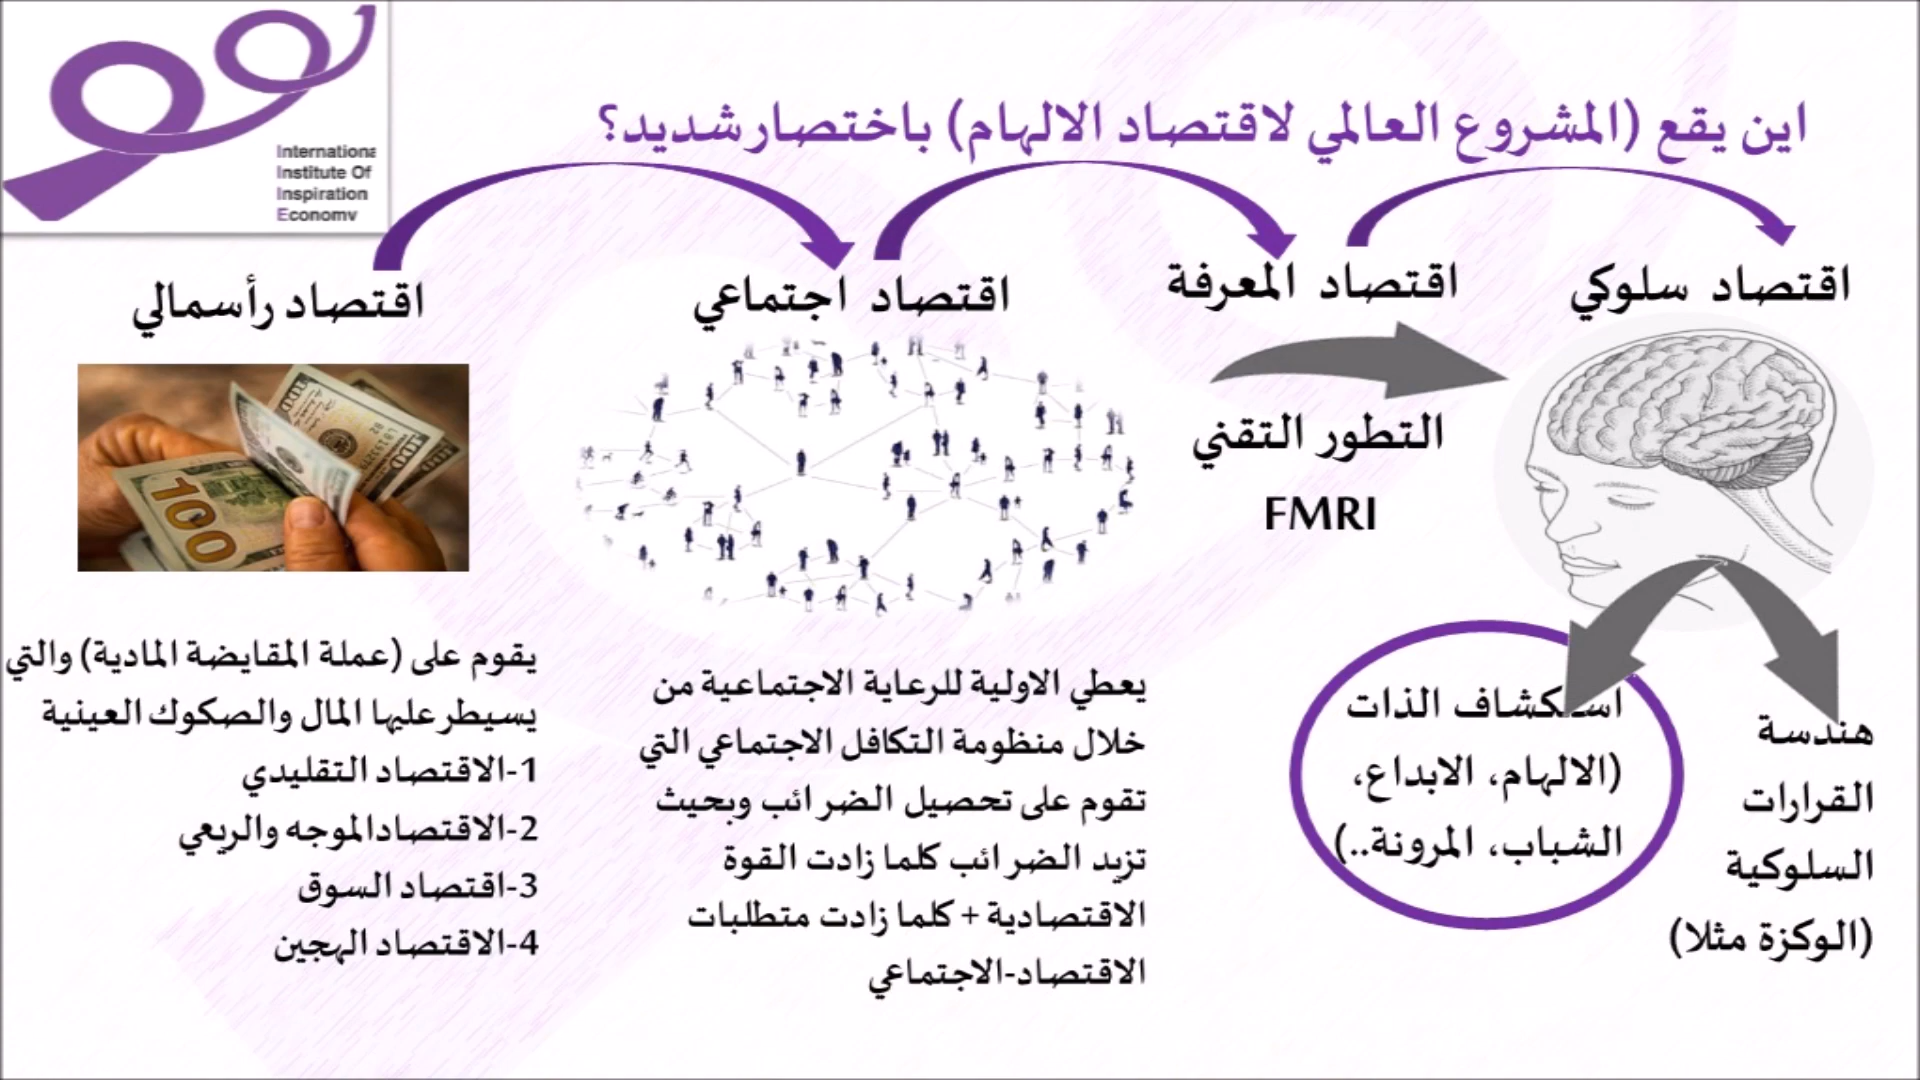 International
Institute Of
Inspiration
Economy
اين يقع (المشروع العالمي لاقتصاد الالهام) باختصار شديد؟
اقتصاد رأسمالي
100
يقوم على (عملة المقايضة المادية) والتي
يسيطر عليها المال والصكوك العينية
1-الاقتصاد التقليدي
2-الاقتصادالموجه والريعي
3-اقتصاد السوق
4-الاقتصاد الهجين
اقتصاد اجتماعي
يعطي الاولية للرعاية الاجتماعية من
خلال منظومة التكافل الاجتماعي التي
تقوم على تحصيل الضرائب وبحيث
تزيد الضرائب كلما زادت القوة
الاقتصادية + كلما زادت متطلبات
الاقتصاد-الاجتماعي
اقتصاد المعرفة
التطور التقني
FMRI
اقتصاد سلوكي
استكشاف الذات
(الالهام، الابداع،
الشباب، المرونة..)
هندسة
القرارات
السلوكية
(الوكزة مثلا)